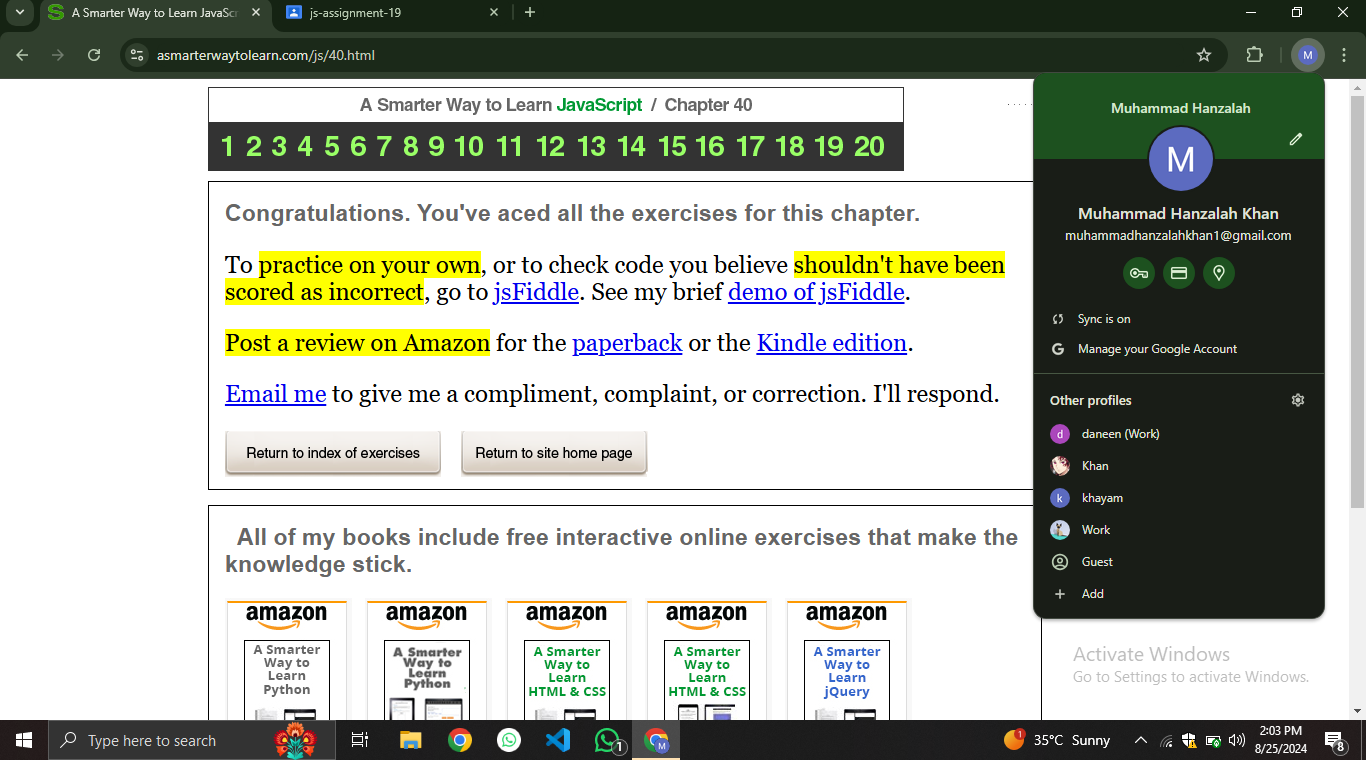 A Smarter Way to Learn JavaScr
js-assignment-19
asmarterwaytolearn.com/js/40.html
M
A Smarter Way to Learn JavaScript / Chapter 40
1 2 3 4 5 6 7 8 9 10 11 12 13 14 15 16 17 18 19 20
Congratulations. You've aced all the exercises for this chapter.
To practice on your own, or to check code you believe shouldn't have been
scored as incorrect, go to jsFiddle. See my brief demo of jsFiddle.
Post a review on Amazon for the paperback or the Kindle edition.
Email me to give me a compliment, complaint, or correction. I'll respond.
Return to index of exercises
Return to site home page
All of my books include free interactive online exercises that make the
knowledge stick.
amazon
A Smarter
Way to
Learn
Python
amazon
A Smarter
Way to
Learn
Python
amazon
A Smarter
Way to
Learn
HTML & CSS
amazon
A Smarter
Way to
Learn
HTML & CSS
amazon
A Smarter
Way to
Learn
jQuery
Muhammad Hanzalah
M
Muhammad Hanzalah Khan
muhammadhanzalahkhan1@gmail.com
Sync is on
G Manage your Google Account
Other profiles
d daneen (Work)
Khan
k khayam
Work
Guest
Add
Activate Windows
Go to Settings to activate Windows.
Type here to search
1
M
1
35°C Sunny
2:03 PM
8/25/2024
8